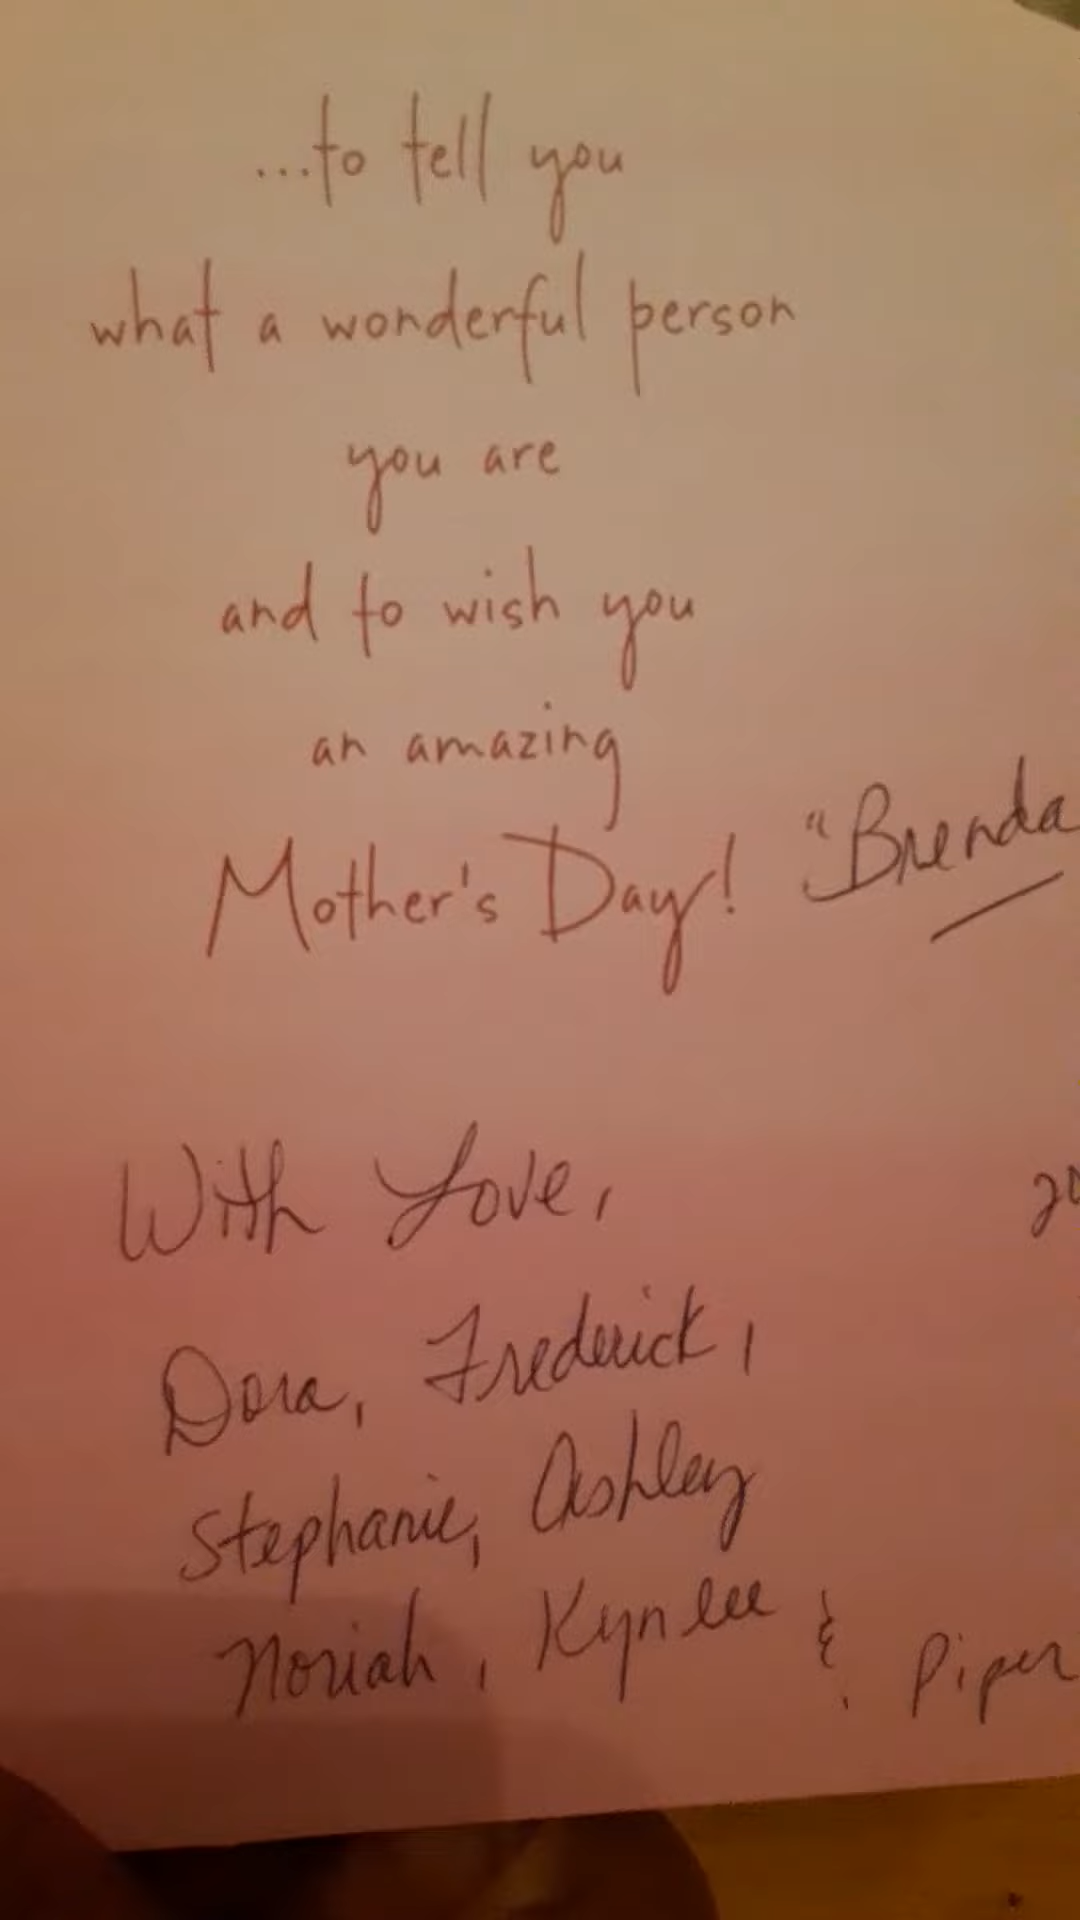 ...to tell you
what a wonderful person
you are
and to wish you
an amazing
Mother's Day! "Brenda
With Love,
20
Dora, Frederick,
Stephanie, Ashley
Noriah, Kynlee & Piper